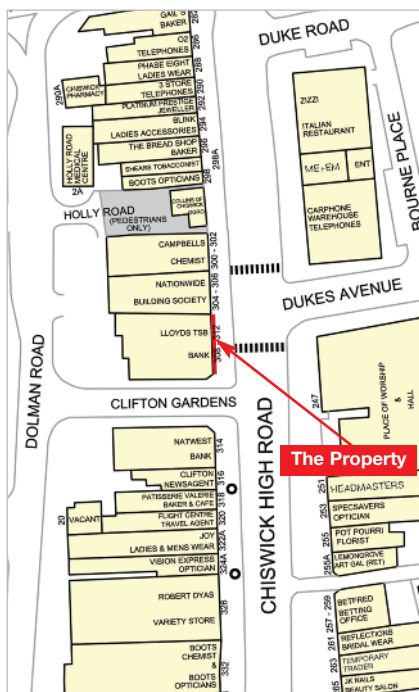 GAIL'S
BAKER
O2
TELEPHONES
286
PHASE EIGHT
LADIES WEAR
288
3 STORE
TELEPHONES
290
CHISWICK
PHARMACY
290A
PLATINUM PRESTIGE
JEWELLER
292
BLINK
LADIES ACCESSORIES
294
THE BREAD SHOP
BAKER
296
SHEARS TOBACCONIST
298A
BOOTS OPTICIANS
298
HOLLY ROAD
MEDICAL
CENTRE
2A
HOLLY ROAD
(PEDESTRIANS
ONLY)
COLLINS OF
CHISWICK
CAMPBELLS
CHEMIST
300 - 302
NATIONWIDE
BUILDING SOCIETY
304 - 306
LLOYDS TSB
BANK
308
312
DUKE ROAD
ZIZZI
ITALIAN
RESTAURANT
ME+EM
ENT
CARPHONE
WAREHOUSE
TELEPHONES
BOURNE PLACE
DUKES AVENUE
DOLMAN ROAD
CLIFTON GARDENS
CHISWICK HIGH ROAD
247
PLACE OF WORSHIP
&
HALL
The Property
NATWEST
BANK
314
CLIFTON
NEWSAGENT
316
PATISSERIE VALERIE
BAKER & CAFE
318
20
VACANT
FLIGHT CENTRE
TRAVEL AGENT
320
JOY
LADIES & MENS WEAR
322A
VISION EXPRESS
OPTICIAN
324A
ROBERT DYAS
VARIETY STORE
326
BOOTS
CHEMIST
&
BOOTS
OPTICIANS
332
251
HEADMASTERS
253
SPECSAVERS
OPTICIAN
255
POT POURRI
FLORIST
255A
LEMONGROVE
ART GAL (RET)
257 - 259
BETFRED
BETTING
OFFICE
261
REFLECTIONS
BRIDAL WEAR
263
TEMPORARY
TRADER
265
JK NAILS
BEAUTY SALON